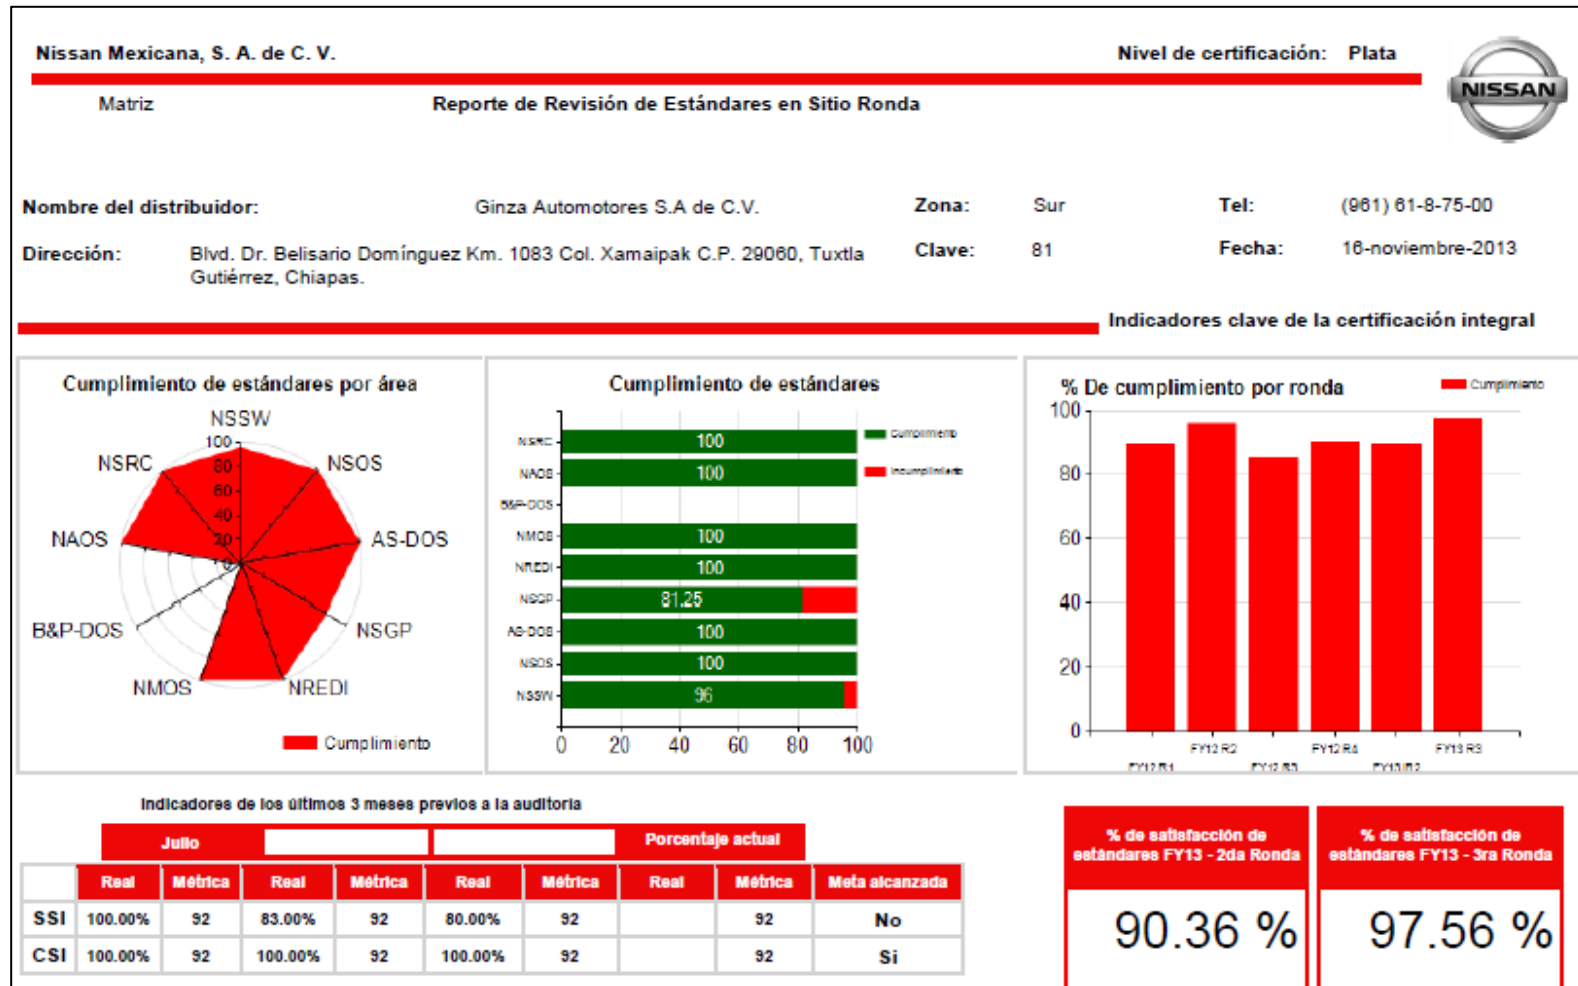 Nissan Mexicana, S. A. de C. V.
Nivel de certificación: Plata
NISSAN
Matriz
Reporte de Revisión de Estándares en Sitio Ronda
Nombre del distribuidor: Ginza Automotores S.A de C.V. Zona: Sur Tel: (961) 61-8-75-00
Dirección: Blvd. Dr. Belisario Domínguez Km. 1083 Col. Xamaipak C.P. 29060, Tuxtla Clave: 81 Fecha: 16-noviembre-2013
Gutiérrez, Chiapas.
Indicadores clave de la certificación integral
Cumplimiento de estándares por área
NSSW
100
NSRC
80
NSOS
60
40
NAOS
20
AS-DOS
0
B&P-DOS
NSGP
NMOS
NREDI
Cumplimiento
Cumplimiento de estándares
Cumplimiento
Incumplimiento
NSRC 100
NAOS 100
B&P-DOS
NMOS 100
NREDI 100
NSGP 81.25
AS-DOS 100
NSOS 100
NSSW 96
0 20 40 60 80 100
% De cumplimiento por ronda
Cumplimiento
100
80
60
40
20
0
FY12 R1 FY12 R2 FY12 R3 FY12 R4 FY13 R2 FY13 R3
Indicadores de los últimos 3 meses previos a la auditoria
Julio Porcentaje actual
Real Métrica Real Métrica Real Métrica Real Métrica Meta alcanzada
SSI 100.00% 92 83.00% 92 80.00% 92 92 No
CSI 100.00% 92 100.00% 92 100.00% 92 92 Si
% de satisfacción de
estándares FY13 - 2da Ronda
90.36 %
% de satisfacción de
estándares FY13 - 3ra Ronda
97.56 %